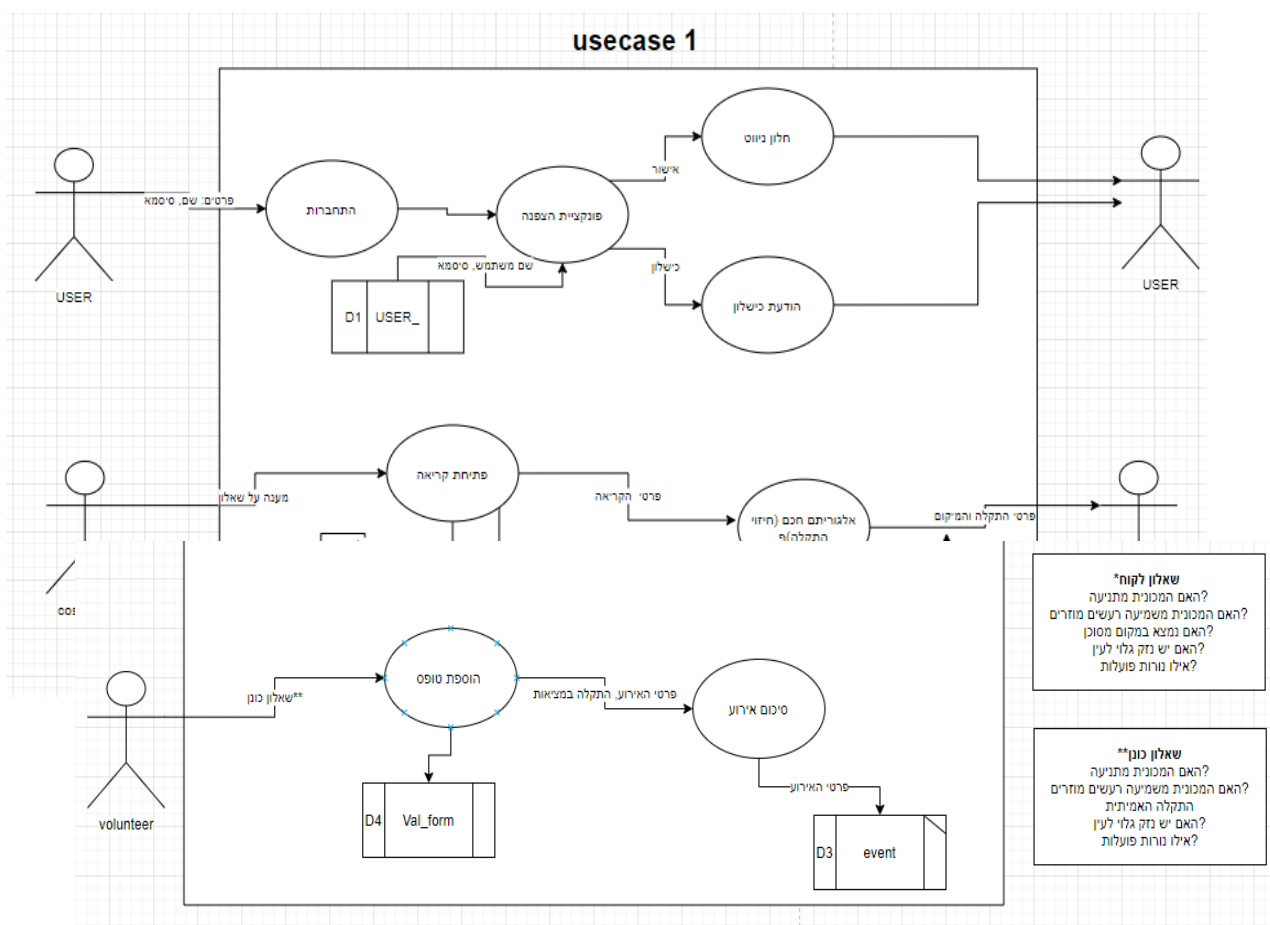 usecase 1
חלון ניווט
אישור
פרטים: שם, סיסמא
התחברות
פונקציית הצפנה
שם משתמש, סיסמא
כישלון
הודעת כישלון
USER
USER
D1 USER_
מענה על שאלון
פתיחת קריאה
פרטי הקריאה
אלגוריתם חכם (חיזוי
התקלה)פ
פרטי התקלה והמיקום
cos
שאלון לקוח*
האם המכונית מתניעה?
האם המכונית משמיעה רעשים מוזרים?
האם נמצא במקום מסוכן?
האם יש נזק גלוי לעין?
אילו נורות פועלות?
**שאלון כונן
הוספת טופס
פרטי האירוע, התקלה במציאות
סיכום אירוע
volunteer
D4 Val_form
פרטי האירוע
D3 event
שאלון כונן**
האם המכונית מתניעה?
האם המכונית משמיעה רעשים מוזרים?
התקלה האמיתית
האם יש נזק גלוי לעין?
אילו נורות פועלות?